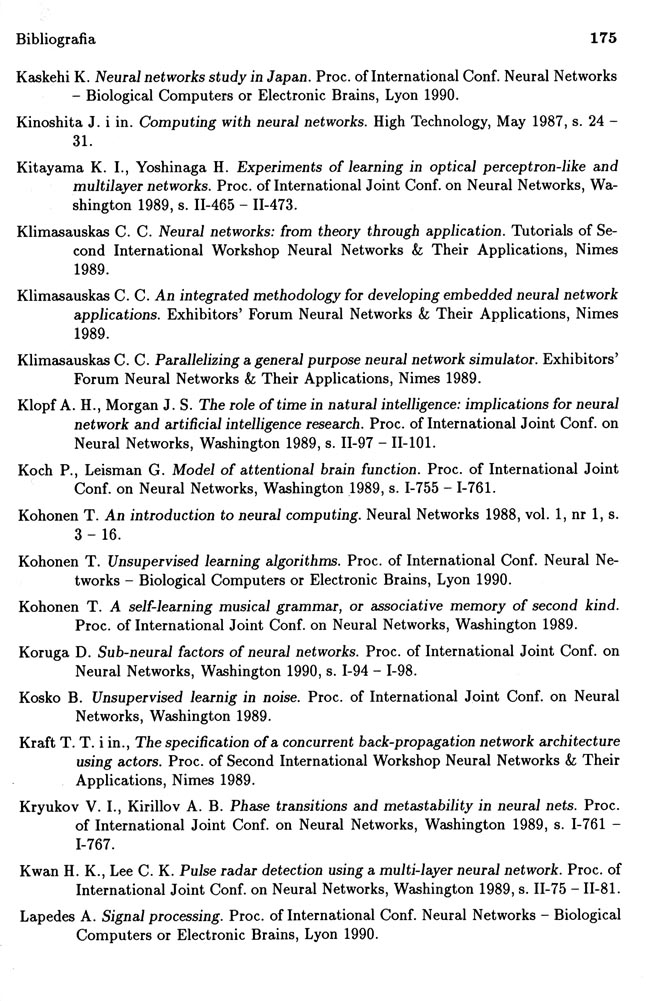 Bibliografia 175
Kaskehi K. Neural networks study in Japan. Proc. of International Conf. Neural Networks
– Biological Computers or Electronic Brains, Lyon 1990.
Kinoshita J. i in. Computing with neural networks. High Technology, May 1987, s. 24 –
31.
Kitayama K. I., Yoshinaga H. Experiments of learning in optical perceptron-like and
multilayer networks. Proc. of International Joint Conf. on Neural Networks, Wa-
shington 1989, s. II-465 – II-473.
Klimasauskas C. C. Neural networks: from theory through application. Tutorials of Se-
cond International Workshop Neural Networks & Their Applications, Nimes
1989.
Klimasauskas C. C. An integrated methodology for developing embedded neural network
applications. Exhibitors' Forum Neural Networks & Their Applications, Nimes
1989.
Klimasauskas C. C. Parallelizing a general purpose neural network simulator. Exhibitors'
Forum Neural Networks & Their Applications, Nimes 1989.
Klopf A. H., Morgan J. S. The role of time in natural intelligence: implications for neural
network and artificial intelligence research. Proc. of International Joint Conf. on
Neural Networks, Washington 1989, s. II-97 – II-101.
Koch P., Leisman G. Model of attentional brain function. Proc. of International Joint
Conf. on Neural Networks, Washington 1989, s. I-755 – I-761.
Kohonen T. An introduction to neural computing. Neural Networks 1988, vol. 1, nr 1, s.
3 – 16.
Kohonen T. Unsupervised learning algorithms. Proc. of International Conf. Neural Ne-
tworks – Biological Computers or Electronic Brains, Lyon 1990.
Kohonen T. A self-learning musical grammar, or associative memory of second kind.
Proc. of International Joint Conf. on Neural Networks, Washington 1989.
Koruga D. Sub-neural factors of neural networks. Proc. of International Joint Conf. on
Neural Networks, Washington 1990, s. I-94 – I-98.
Kosko B. Unsupervised learnig in noise. Proc. of International Joint Conf. on Neural
Networks, Washington 1989.
Kraft T. T. i in., The specification of a concurrent back-propagation network architecture
using actors. Proc. of Second International Workshop Neural Networks & Their
Applications, Nimes 1989.
Kryukov V. I., Kirillov A. B. Phase transitions and metastability in neural nets. Proc.
of International Joint Conf. on Neural Networks, Washington 1989, s. I-761 –
I-767.
Kwan H. K., Lee C. K. Pulse radar detection using a multi-layer neural network. Proc. of
International Joint Conf. on Neural Networks, Washington 1989, s. II-75 – II-81.
Lapedes A. Signal processing. Proc. of International Conf. Neural Networks – Biological
Computers or Electronic Brains, Lyon 1990.